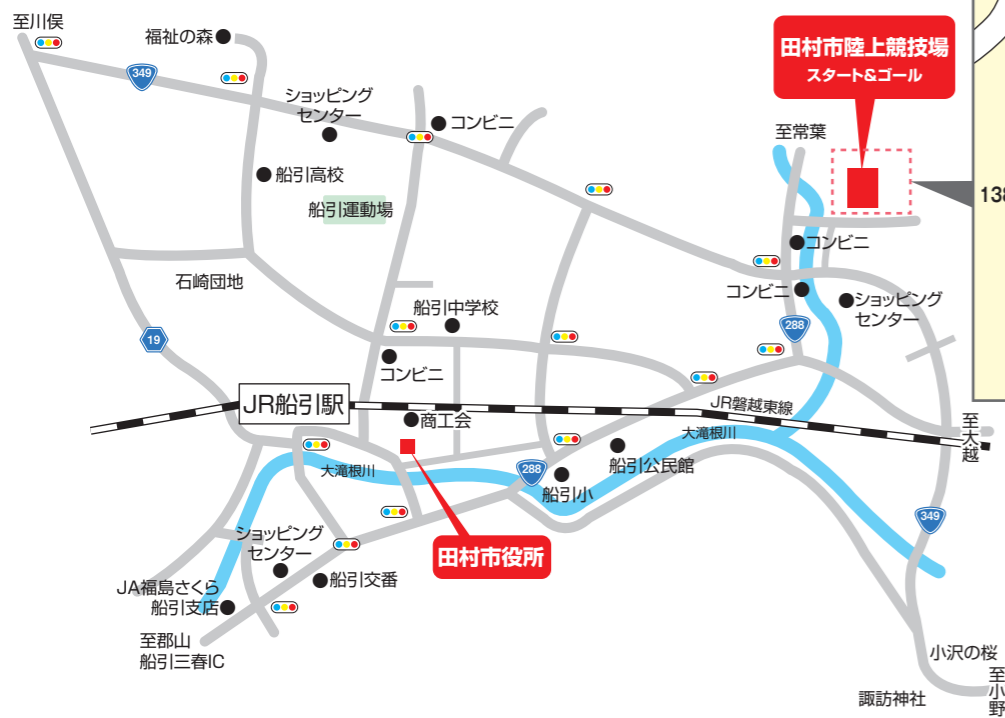 至川俣
福祉の森
349
ショッピング
センター
コンビニ
田村市陸上競技場
スタート&ゴール
至常葉
138
船引高校
船引運動場
コンビニ
石崎団地
コンビニ
ショッピング
センター
船引中学校
288
19
コンビニ
JR船引駅
JR磐越東線
商工会
大滝根川
至大越
大滝根川
288
船引公民館
船引小
349
ショッピング
センター
田村市役所
船引交番
JA福島さくら
船引支店
至郡山
船引三春IC
小沢の桜
至小野
諏訪神社